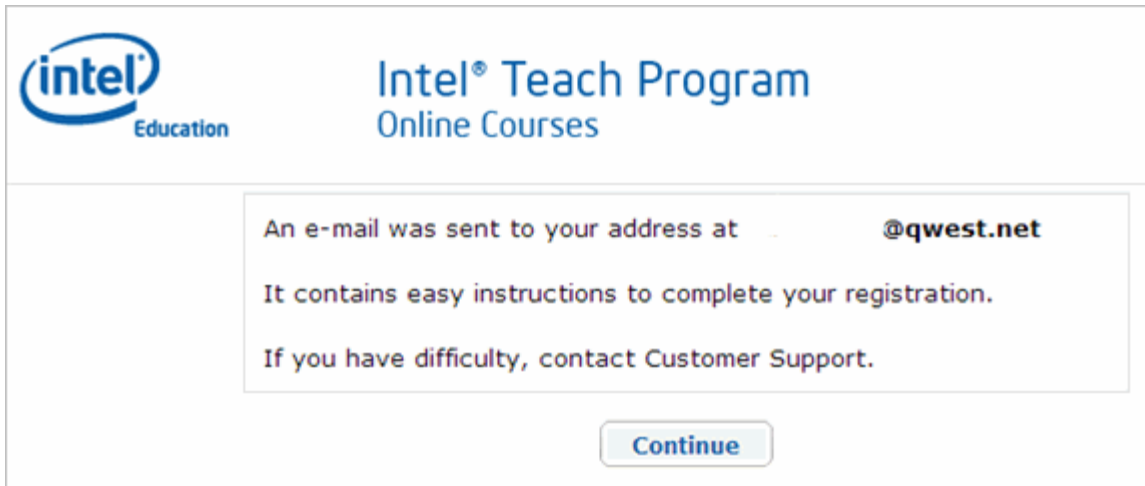 intel
Education
Intel® Teach Program
Online Courses
An e-mail was sent to your address at @qwest.net
It contains easy instructions to complete your registration.
If you have difficulty, contact Customer Support.
Continue